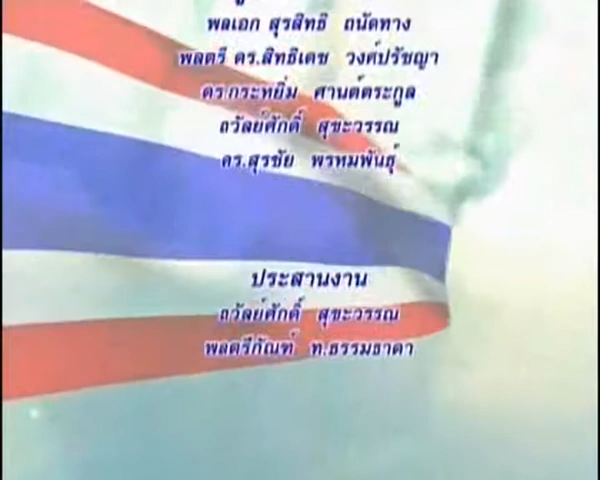 พลเอก สุรสิทธิ์ ถนัดทาง
พลตรี ดร.สิทธิเดช วงศ์ปรัชญา
ดร.กระหยิ่ม ศานต์ตระกูล
ถวัลย์ศักดิ์ สุขะวรรณ
ดร.สุรชัย พรหมพันธุ์
ประสานงาน
ถวัลย์ศักดิ์ สุขะวรรณ
พลตรีกัณฑ์ ท.ธรรมธาดา